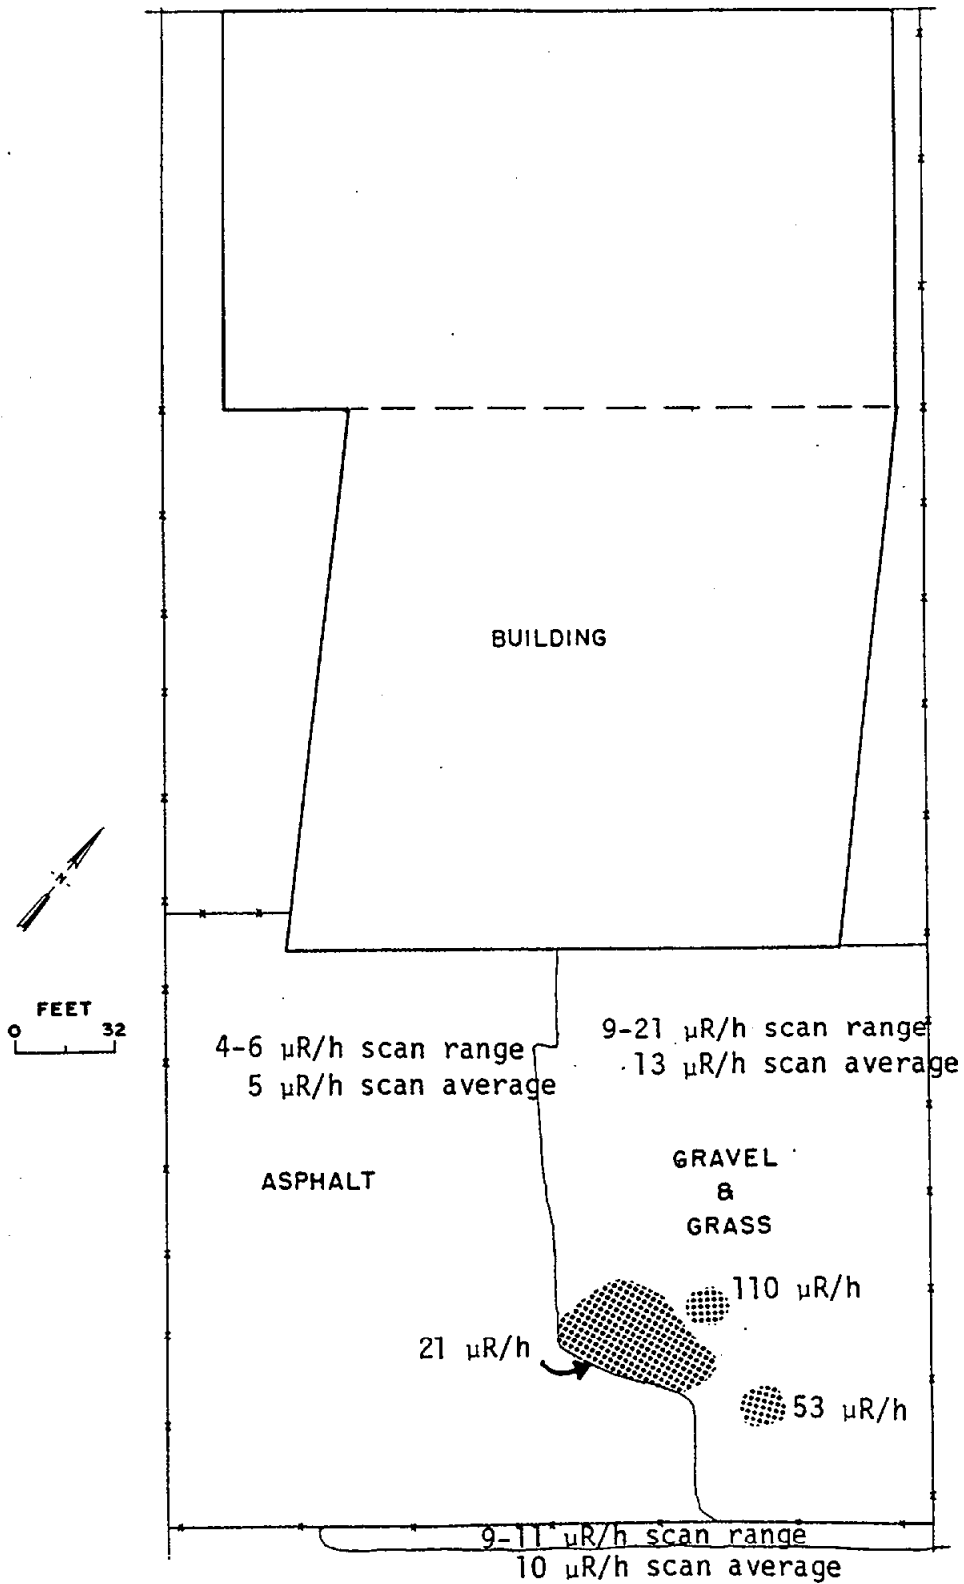 BUILDING
N
FEET
0 32
4-6 μR/h scan range
5 μR/h scan average
9-21 μR/h scan range
13 μR/h scan average
ASPHALT
GRAVEL
&
GRASS
110 μR/h
21 μR/h
53 μR/h
9-11 μR/h scan range
10 μR/h scan average